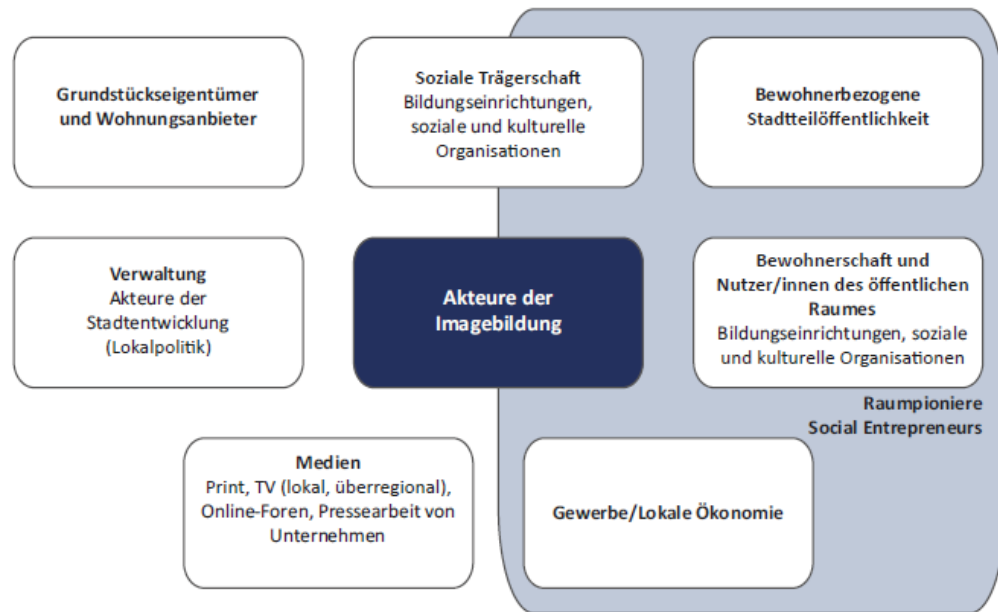 Grundstückseigentümer
und Wohnungsanbieter
Soziale Trägerschaft
Bildungseinrichtungen,
soziale und kulturelle
Organisationen
Bewohnerbezogene
Stadtteilöffentlichkeit
Verwaltung
Akteure der
Stadtentwicklung
(Lokalpolitik)
Akteure der
Imagebildung
Bewohnerschaft und
Nutzer/innen des öffentlichen
Raumes
Bildungseinrichtungen, soziale
und kulturelle Organisationen
Raumpioniere
Social Entrepreneurs
Medien
Print, TV (lokal, überregional),
Online-Foren, Pressearbeit von
Unternehmen
Gewerbe/Lokale Ökonomie